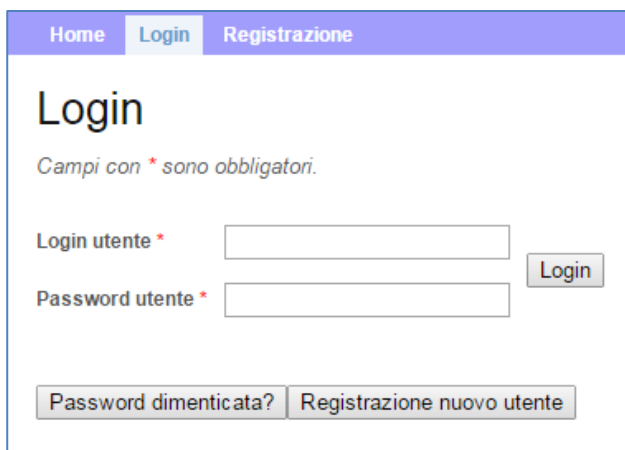 Home Login Registrazione
Login
Campi con * sono obbligatori.
Login utente *
Login
Password utente *
Password dimenticata? Registrazione nuovo utente